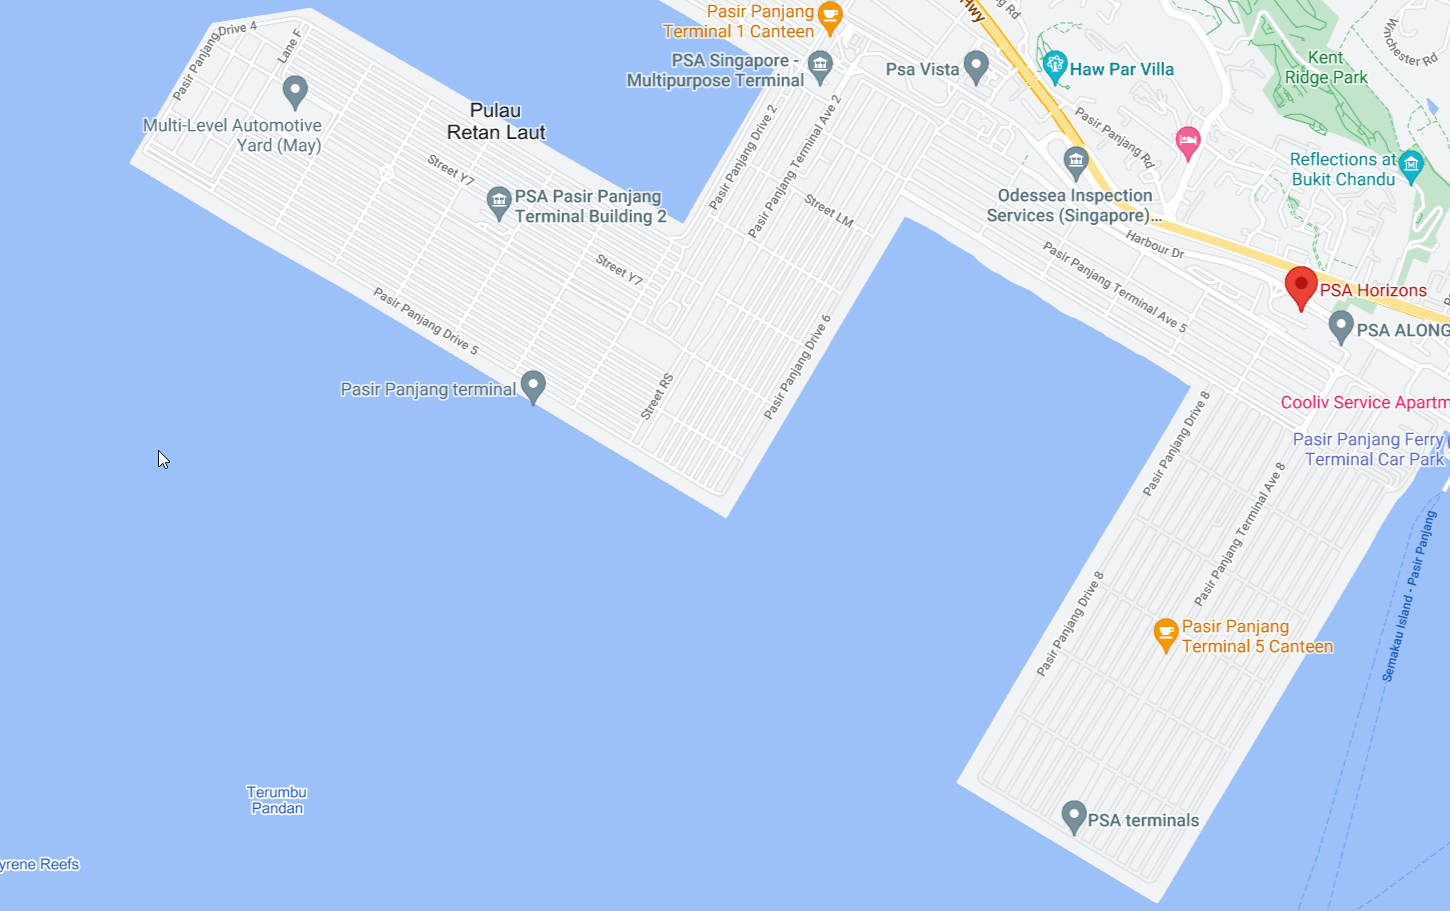 Pasir Panjang
Terminal 1 Canteen
Hwy
g Rd
Pasir Panjang Drive 4
Lane F
PSA Singapore -
Multipurpose Terminal
Psa Vista
Haw Par Villa
Kent
Ridge Park
Winchester Rd
Multi-Level Automotive
Yard (May)
Pulau
Retan Laut
Pasir Panjang Drive 2
Pasir Panjang Terminal Ave 2
Pasir Panjang Rd
Street Y7
PSA Pasir Panjang
Terminal Building 2
Street LM
Odessea Inspection
Services (Singapore)...
Reflections at
Bukit Chandu
Harbour Dr
Street Y7
Pasir Panjang Terminal Ave 5
PSA Horizons
PSA ALONG
Pasir Panjang Drive 5
Pasir Panjang Drive 6
Pasir Panjang terminal
Street RS
Pasir Panjang Drive 8
Cooliv Service Apartm
Pasir Panjang Ferry
Terminal Car Park
Pasir Panjang Terminal Ave 8
Semakau Island - Pasir Panjang
Pasir Panjang Drive 8
Pasir Panjang
Terminal 5 Canteen
Terumbu
Pandan
PSA terminals
yrene Reefs